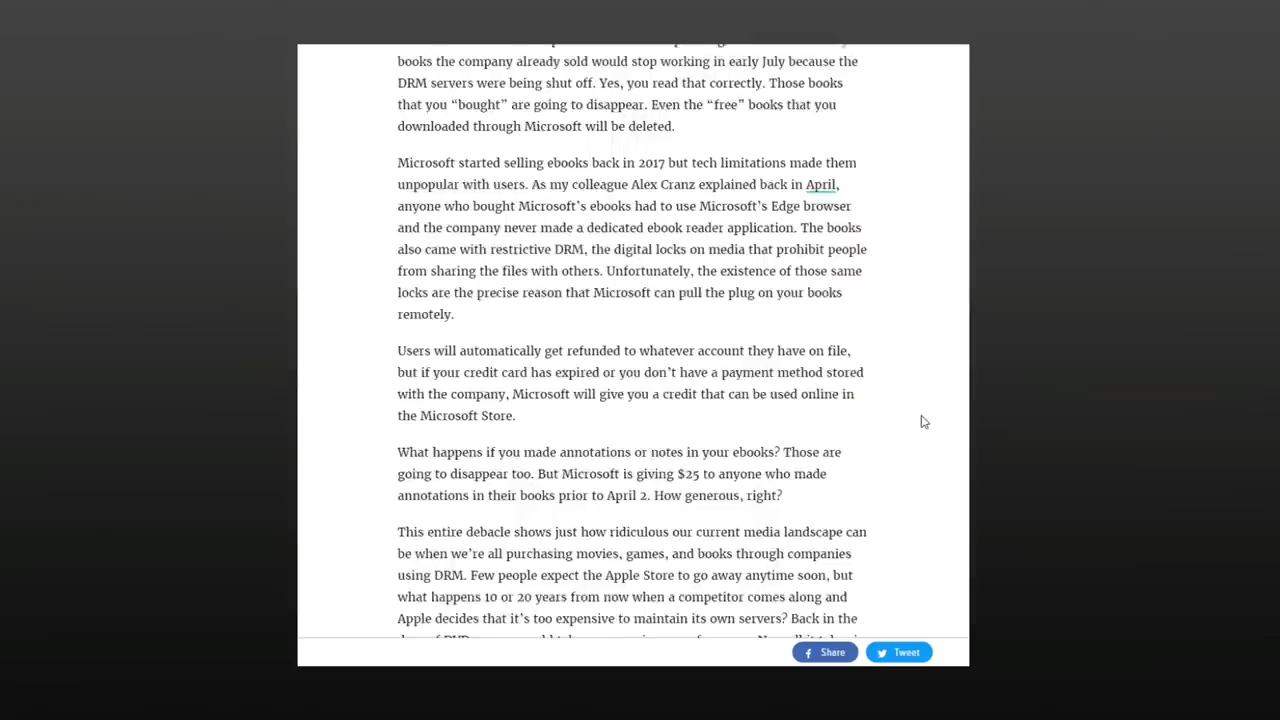 books the company already sold would stop working in early July because the
DRM servers were being shut off. Yes, you read that correctly. Those books
that you “bought” are going to disappear. Even the “free” books that you
downloaded through Microsoft will be deleted.
Microsoft started selling ebooks back in 2017 but tech limitations made them
unpopular with users. As my colleague Alex Cranz explained back in April,
anyone who bought Microsoft’s ebooks had to use Microsoft’s Edge browser
and the company never made a dedicated ebook reader application. The books
also came with restrictive DRM, the digital locks on media that prohibit people
from sharing the files with others. Unfortunately, the existence of those same
locks are the precise reason that Microsoft can pull the plug on your books
remotely.
Users will automatically get refunded to whatever account they have on file,
but if your credit card has expired or you don’t have a payment method stored
with the company, Microsoft will give you a credit that can be used online in
the Microsoft Store.
What happens if you made annotations or notes in your ebooks? Those are
going to disappear too. But Microsoft is giving $25 to anyone who made
annotations in their books prior to April 2. How generous, right?
This entire debacle shows just how ridiculous our current media landscape can
be when we’re all purchasing movies, games, and books through companies
using DRM. Few people expect the Apple Store to go away anytime soon, but
what happens 10 or 20 years from now when a competitor comes along and
Apple decides that it’s too expensive to maintain its own servers? Back in the
Share
Tweet